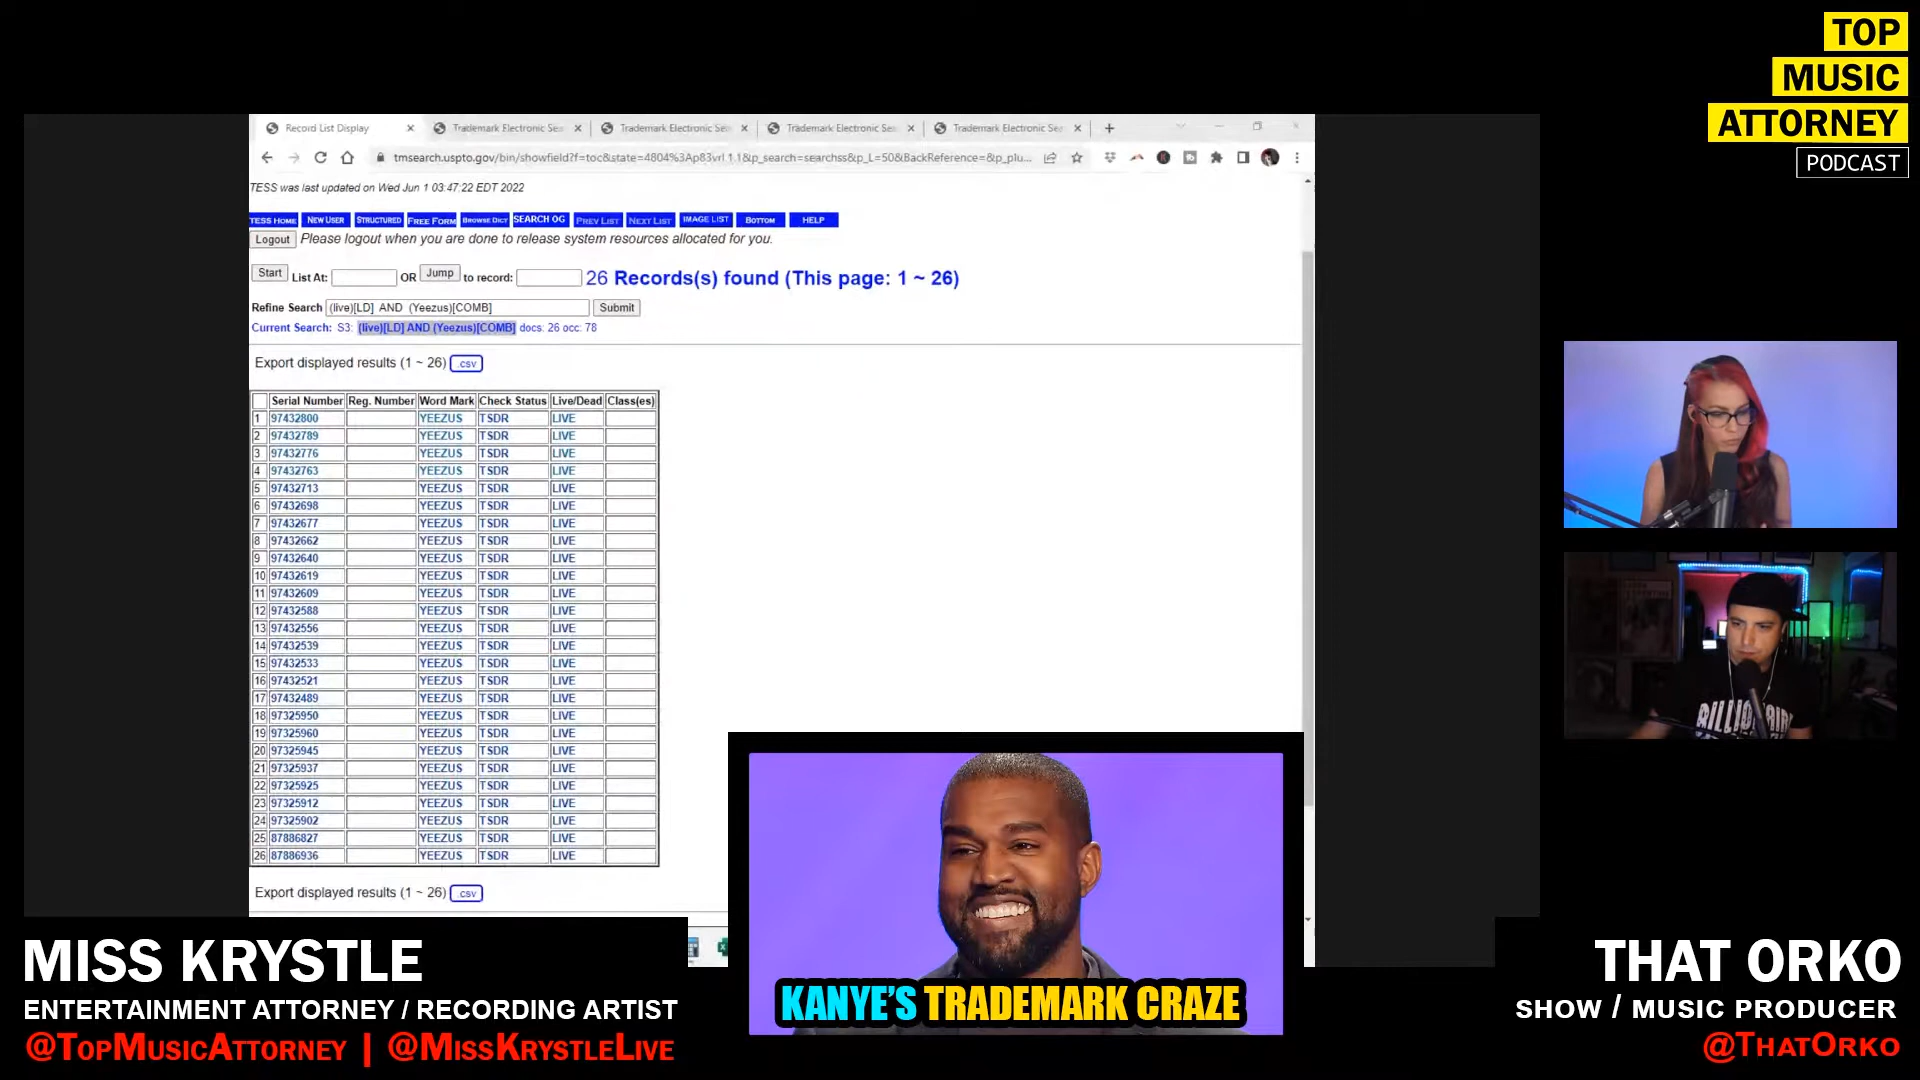 TOP
MUSIC
ATTORNEY
PODCAST
Record List Display
Trademark Electronic Sea
Trademark Electronic Sea
Trademark Electronic Sea
Trademark Electronic Sea
tmsearch.uspto.gov/bin/showfield?f=toc&state=4804%3Ap83vrl.1.1&p_search=searchss&p_L=50&BackReference=&p_plu...
TESS was last updated on Wed Jun 1 03:47:22 EDT 2022
TESS HOME NEW USER STRUCTURED FREE FORM BROWSE DICT SEARCH OG PREV LIST NEXT LIST IMAGE LIST BOTTOM HELP
Logout Please logout when you are done to release system resources allocated for you.
Start List At: OR Jump to record: 26 Records(s) found (This page: 1 ~ 26)
Refine Search (live)[LD] AND (Yeezus)[COMB] Submit
Current Search: S3: (live)[LD] AND (Yeezus)[COMB] docs: 26 occ: 78
Export displayed results (1 ~ 26) .csv
Serial Number Reg. Number Word Mark Check Status Live/Dead Class(es)
1 97432800 YEEZUS TSDR LIVE
2 97432789 YEEZUS TSDR LIVE
3 97432776 YEEZUS TSDR LIVE
4 97432763 YEEZUS TSDR LIVE
5 97432713 YEEZUS TSDR LIVE
6 97432698 YEEZUS TSDR LIVE
7 97432677 YEEZUS TSDR LIVE
8 97432662 YEEZUS TSDR LIVE
9 97432640 YEEZUS TSDR LIVE
10 97432619 YEEZUS TSDR LIVE
11 97432609 YEEZUS TSDR LIVE
12 97432588 YEEZUS TSDR LIVE
13 97432556 YEEZUS TSDR LIVE
14 97432539 YEEZUS TSDR LIVE
15 97432533 YEEZUS TSDR LIVE
16 97432521 YEEZUS TSDR LIVE
17 97432489 YEEZUS TSDR LIVE
18 97325950 YEEZUS TSDR LIVE
19 97325960 YEEZUS TSDR LIVE
20 97325945 YEEZUS TSDR LIVE
21 97325937 YEEZUS TSDR LIVE
22 97325925 YEEZUS TSDR LIVE
23 97325912 YEEZUS TSDR LIVE
24 97325902 YEEZUS TSDR LIVE
25 87886827 YEEZUS TSDR LIVE
26 87886936 YEEZUS TSDR LIVE
Export displayed results (1 ~ 26) .csv
KANYE'S TRADEMARK CRAZE
MISS KRYSTLE
ENTERTAINMENT ATTORNEY / RECORDING ARTIST
@TOPMUSICATTORNEY | @MISSKRYSTLELIVE
THAT ORKO
SHOW / MUSIC PRODUCER
@THATORKO